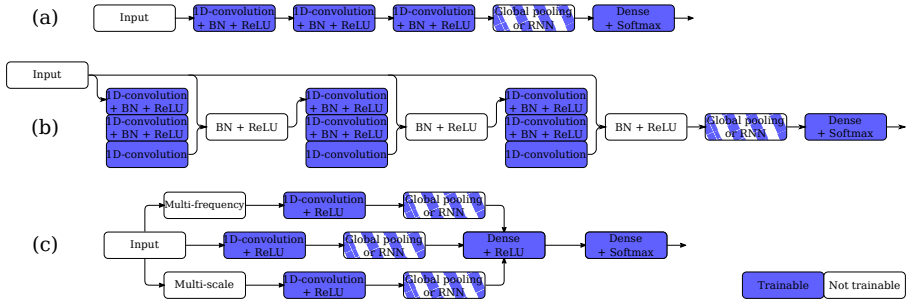 (a)
Input
1D-convolution
+ BN + ReLU
1D-convolution
+ BN + ReLU
1D-convolution
+ BN + ReLU
Global pooling
or RNN
Dense
+ Softmax
(b)
Input
1D-convolution
+ BN + ReLU
1D-convolution
+ BN + ReLU
1D-convolution
BN + ReLU
1D-convolution
+ BN + ReLU
1D-convolution
+ BN + ReLU
1D-convolution
BN + ReLU
1D-convolution
+ BN + ReLU
1D-convolution
+ BN + ReLU
1D-convolution
BN + ReLU
Global pooling
or RNN
Dense
+ Softmax
(c)
Multi-frequency
1D-convolution
+ ReLU
Global pooling
or RNN
Input
1D-convolution
+ ReLU
Global pooling
or RNN
Dense
+ ReLU
Dense
+ Softmax
Multi-scale
1D-convolution
+ ReLU
Global pooling
or RNN
Trainable
Not trainable